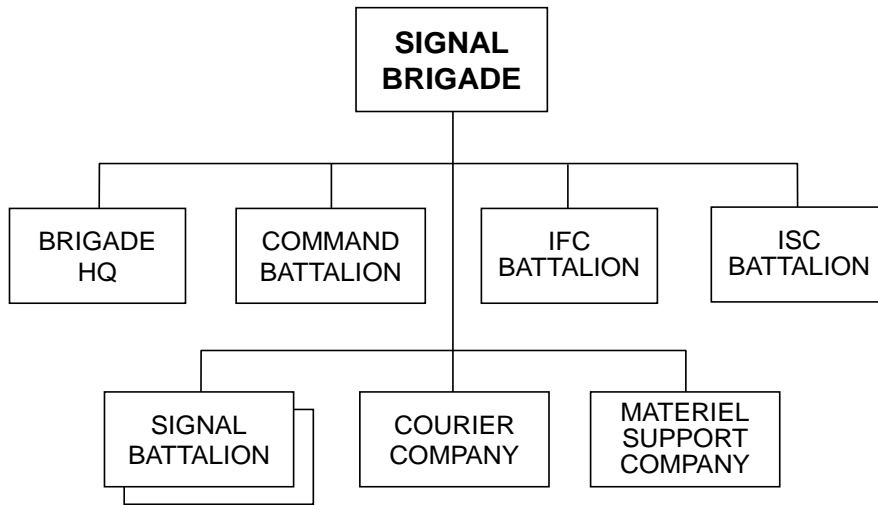 SIGNAL
BRIGADE
BRIGADE
HQ
COMMAND
BATTALION
IFC
BATTALION
ISC
BATTALION
SIGNAL
BATTALION
COURIER
COMPANY
MATERIEL
SUPPORT
COMPANY